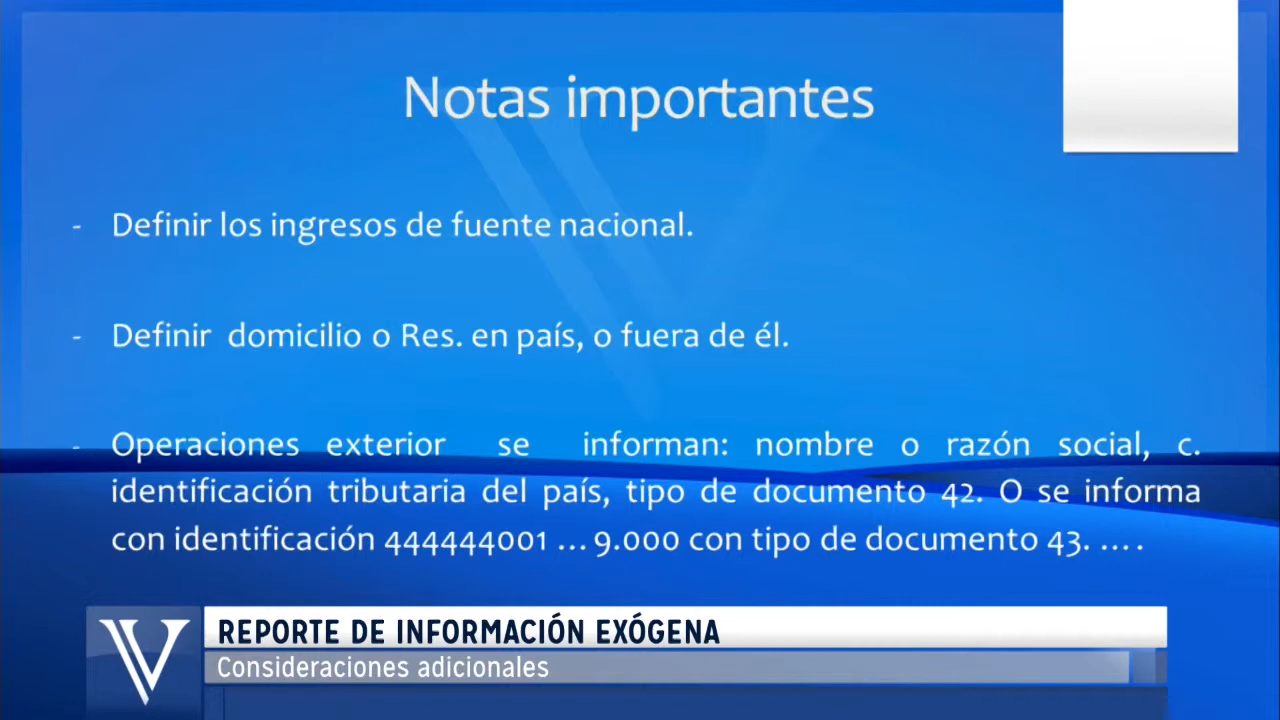 Notas importantes
- Definir los ingresos de fuente nacional.
- Definir domicilio o Res. en país, o fuera de él.
- Operaciones exterior se informan: nombre o razón social, c.
identificación tributaria del país, tipo de documento 42. O se informa
con identificación 444444001 ... 9.000 con tipo de documento 43. ....
V
REPORTE DE INFORMACIÓN EXÓGENA
Consideraciones adicionales